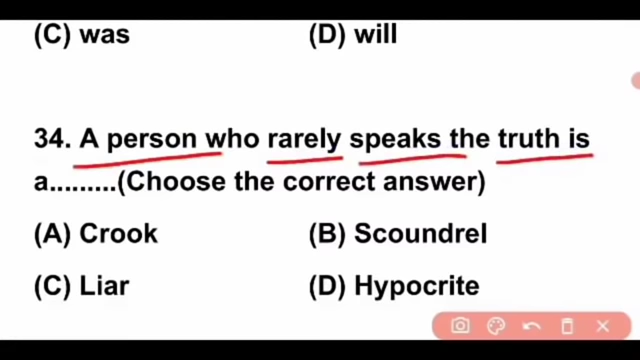 (C) was (D) will
34. A person who rarely speaks the truth is
a.........(Choose the correct answer)
(A) Crook (B) Scoundrel
(C) Liar (D) Hypocrite